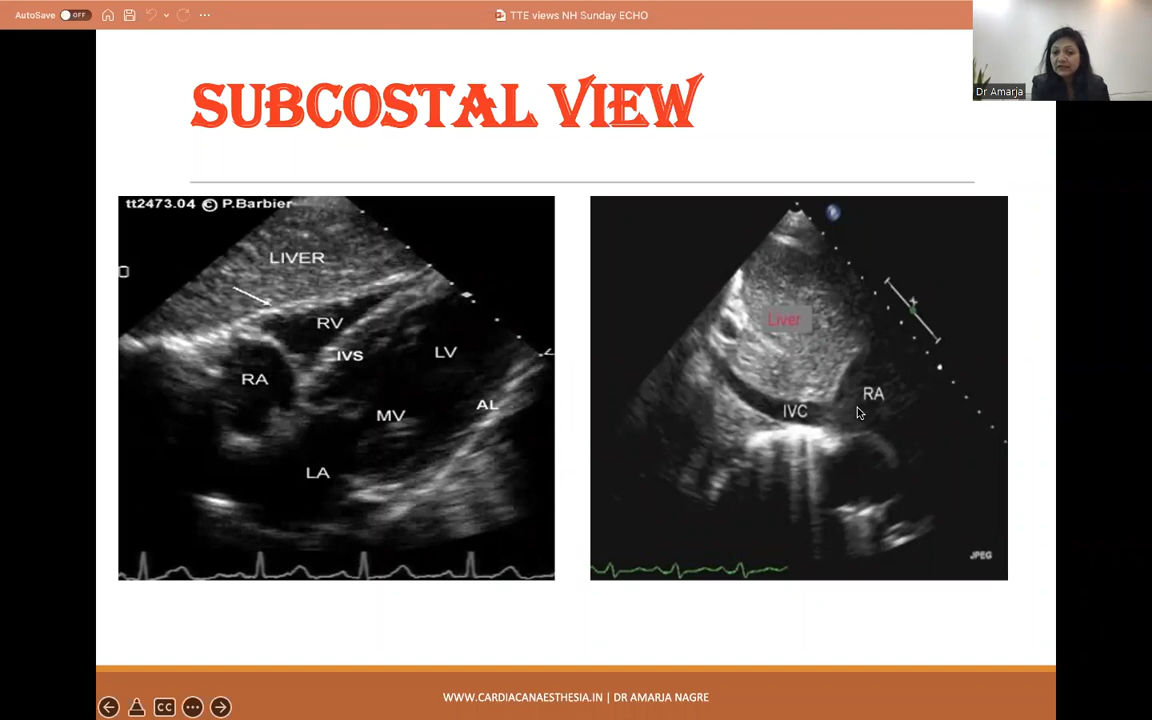 AutoSave OFF
TTE views NH Sunday ECHO
Dr Amarja
SUBCOSTAL VIEW
tt2473.04 © P.Barbier
LIVER
RV
IVS
LV
RA
AL
MV
LA
Liver
RA
IVC
JPEG
WWW.CARDIACANAESTHESIA.IN | DR AMARJA NAGRE
CC